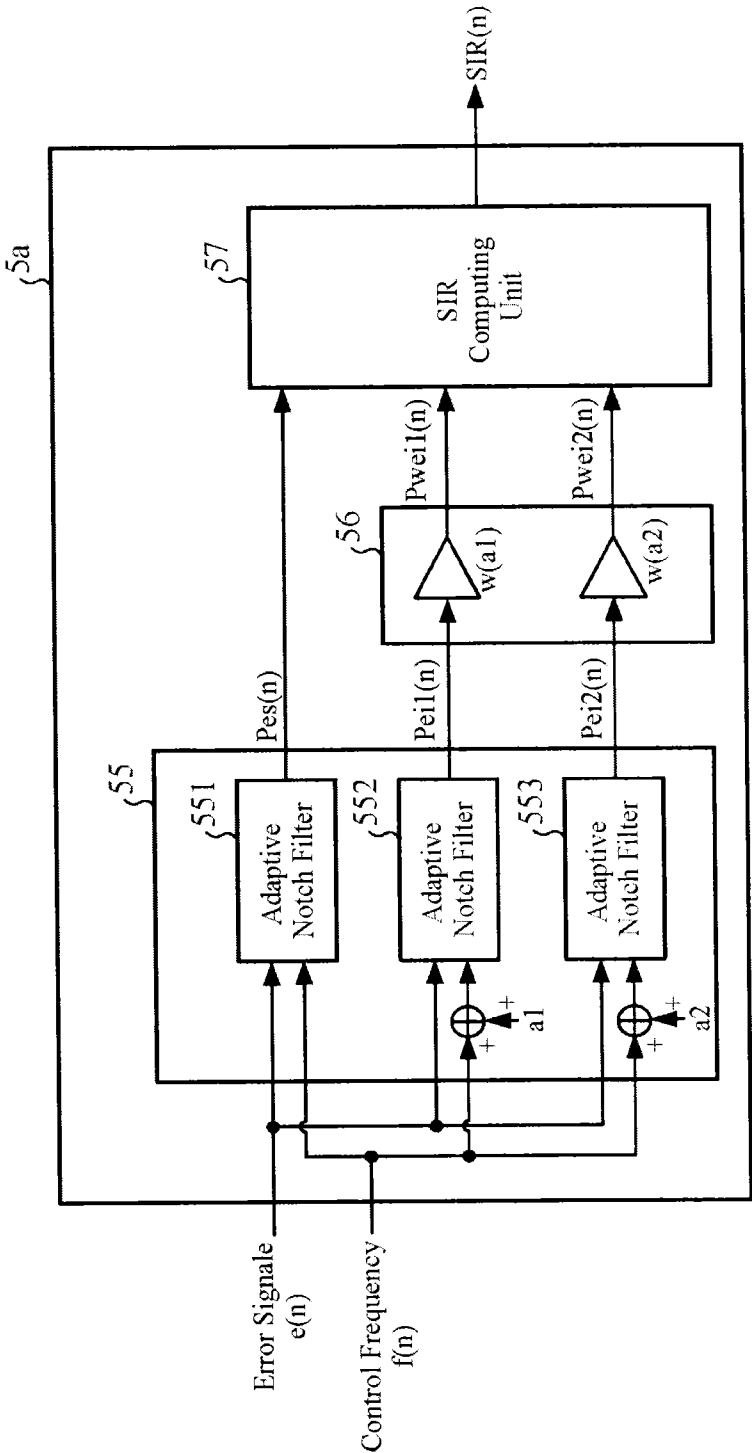 5a
Error Signale
e(n)
Control Frequency
f(n)
55
551
Adaptive
Notch Filter
552
Adaptive
Notch Filter
+
+
a1
553
Adaptive
Notch Filter
+
+
a2
Pes(n)
Pei1(n)
Pei2(n)
56
w(a1)
w(a2)
Pwei1(n)
Pwei2(n)
57
SIR
Computing
Unit
SIR(n)